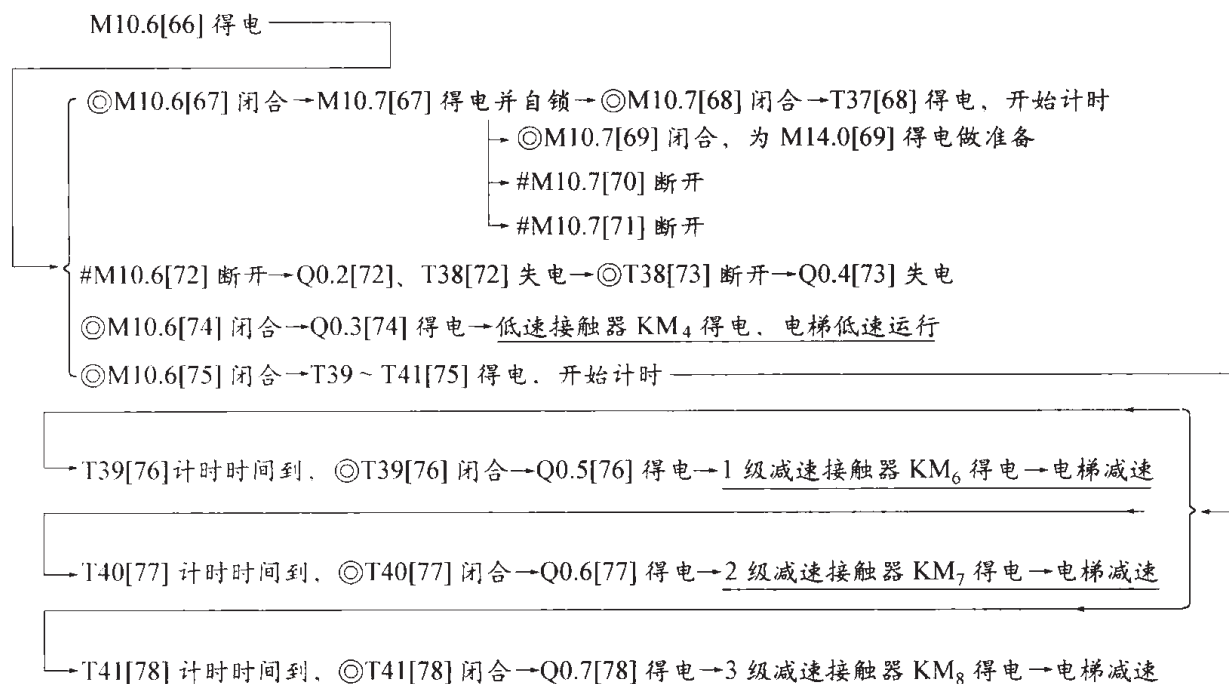 M10.6[66] 得电
◎M10.6[67] 闭合→M10.7[67] 得电并自锁→◎M10.7[68] 闭合→T37[68] 得电、开始计时
→◎M10.7[69] 闭合，为 M14.0[69] 得电做准备
→#M10.7[70] 断开
→#M10.7[71] 断开
#M10.6[72] 断开→Q0.2[72]、T38[72] 失电→◎T38[73] 断开→Q0.4[73] 失电
◎M10.6[74] 闭合→Q0.3[74] 得电→低速接触器 KM₄ 得电、电梯低速运行
◎M10.6[75] 闭合→T39～T41[75] 得电、开始计时
T39[76]计时时间到，◎T39[76] 闭合→Q0.5[76] 得电→1 级减速接触器 KM₆ 得电→电梯减速
T40[77] 计时时间到，◎T40[77] 闭合→Q0.6[77] 得电→2 级减速接触器 KM₇ 得电→电梯减速
T41[78] 计时时间到，◎T41[78] 闭合→Q0.7[78] 得电→3 级减速接触器 KM₈ 得电→电梯减速